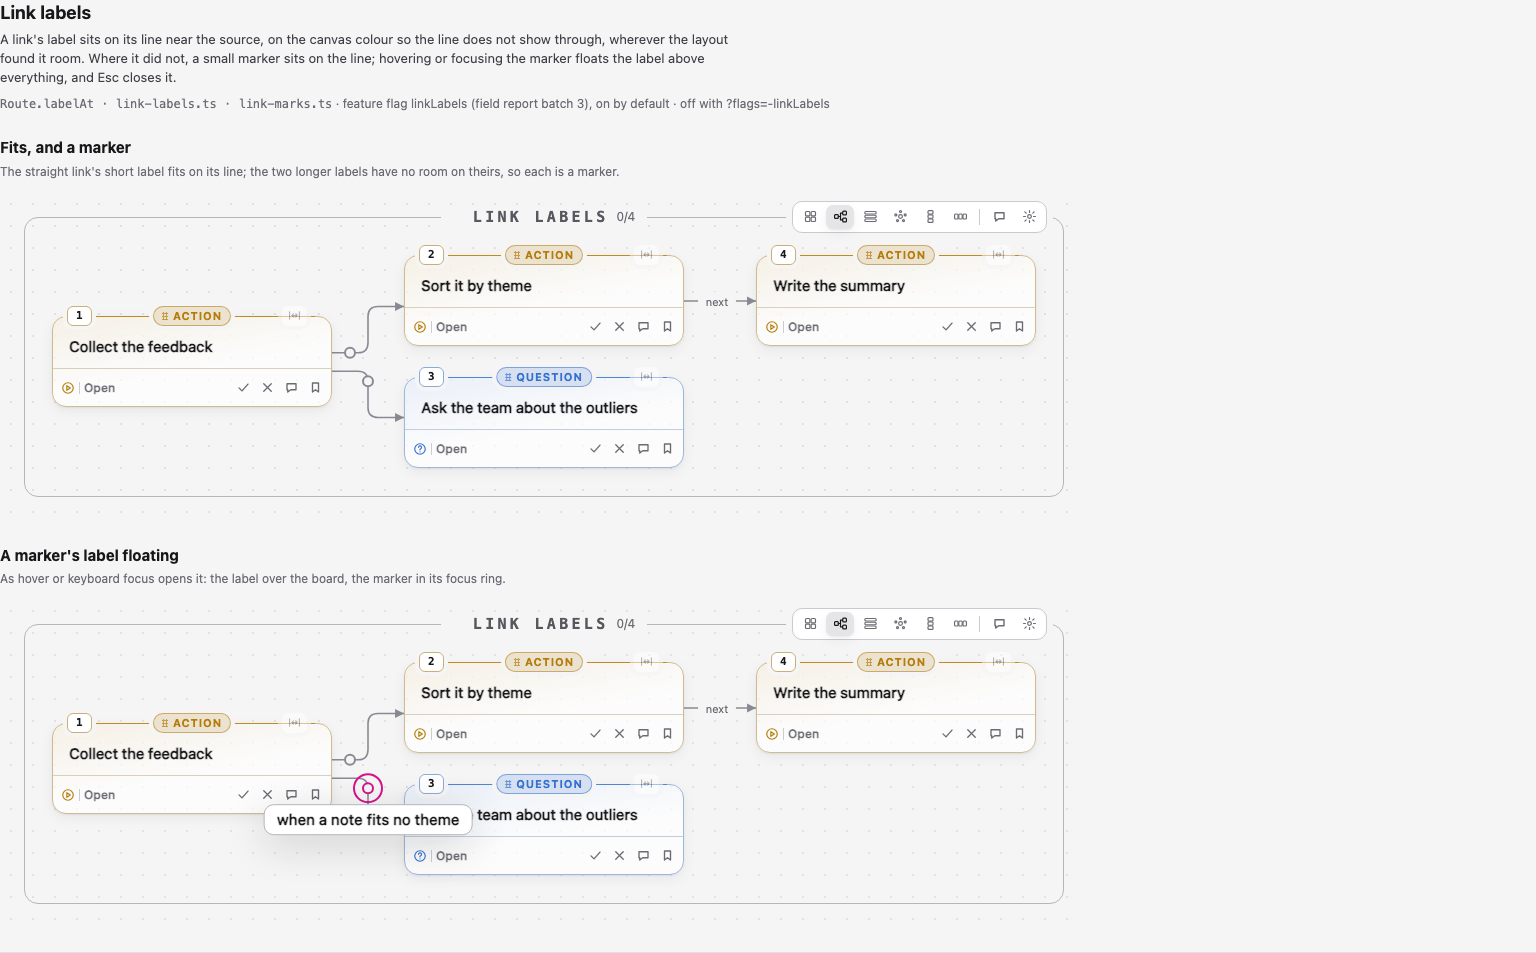 Link labels
A link's label sits on its line near the source, on the canvas colour so the line does not show through, wherever the layout
found it room. Where it did not, a small marker sits on the line; hovering or focusing the marker floats the label above
everything, and Esc closes it.
Route.labelAt · link-labels.ts · link-marks.ts · feature flag linkLabels (field report batch 3), on by default · off with ?flags=-linkLabels
Fits, and a marker
The straight link's short label fits on its line; the two longer labels have no room on theirs, so each is a marker.
LINK LABELS 0/4
1 ACTION
Collect the feedback
Open
2 ACTION
Sort it by theme
Open
next
4 ACTION
Write the summary
Open
3 QUESTION
Ask the team about the outliers
Open
A marker's label floating
As hover or keyboard focus opens it: the label over the board, the marker in its focus ring.
LINK LABELS 0/4
1 ACTION
Collect the feedback
Open
2 ACTION
Sort it by theme
Open
next
4 ACTION
Write the summary
Open
3 QUESTION
team about the outliers
Open
when a note fits no theme